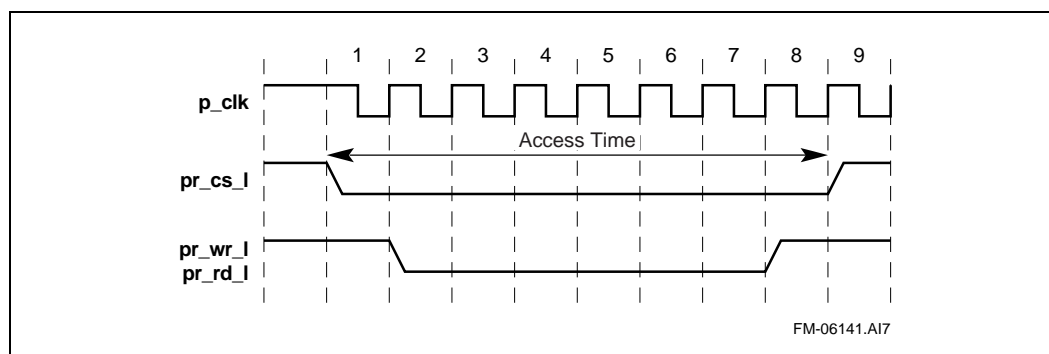 1 2 3 4 5 6 7 8 9
p_clk
Access Time
pr_cs_l
pr_wr_l
pr_rd_l
FM-06141.AI7